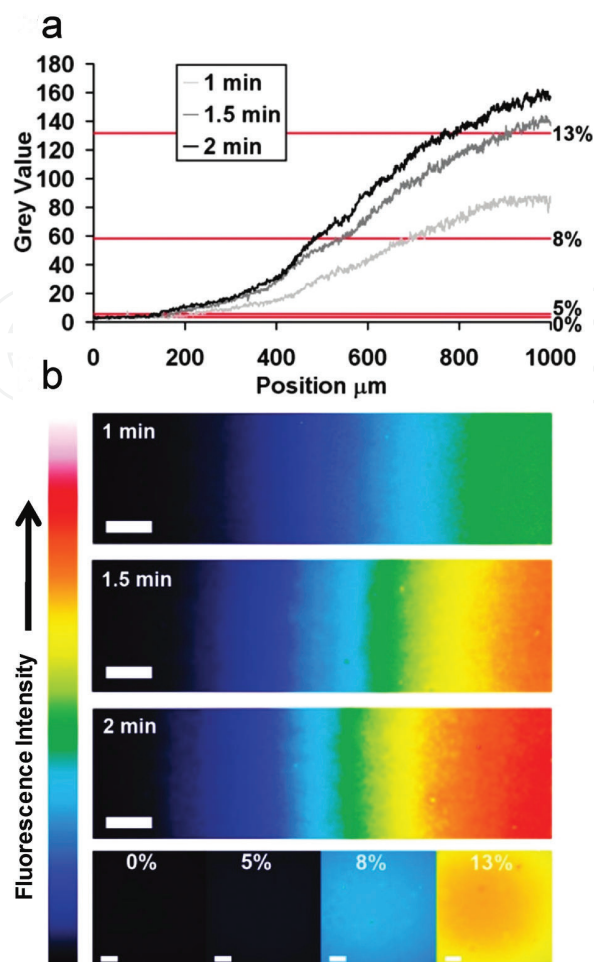 a
180
160
140
120
100
80
60
40
20
0
Grey Value
1 min
1.5 min
2 min
13%
8%
5%
0%
0 200 400 600 800 1000
Position μm
b
Fluorescence Intensity
1 min
1.5 min
2 min
0% 5% 8% 13%